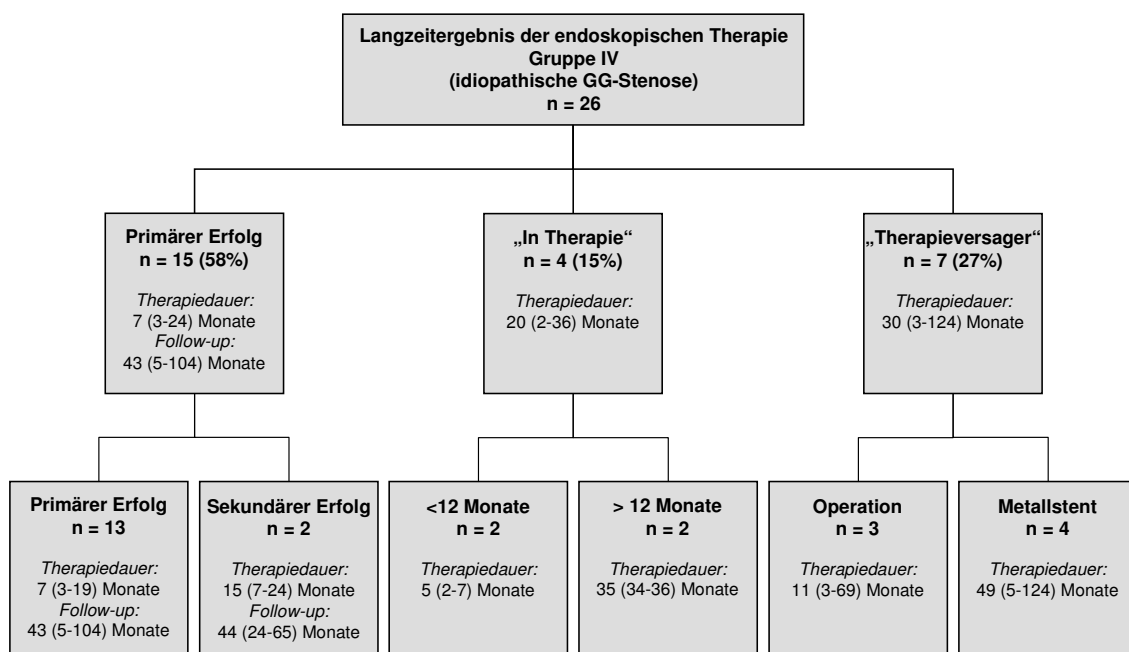 Langzeitergebnis der endoskopischen Therapie
Gruppe IV
(idiopathische GG-Stenose)
n = 26
Primärer Erfolg
n = 15 (58%)
Therapiedauer:
7 (3-24) Monate
Follow-up:
43 (5-104) Monate
„In Therapie“
n = 4 (15%)
Therapiedauer:
20 (2-36) Monate
„Therapieversager“
n = 7 (27%)
Therapiedauer:
30 (3-124) Monate
Primärer Erfolg
n = 13
Therapiedauer:
7 (3-19) Monate
Follow-up:
43 (5-104) Monate
Sekundärer Erfolg
n = 2
Therapiedauer:
15 (7-24) Monate
Follow-up:
44 (24-65) Monate
<12 Monate
n = 2
Therapiedauer:
5 (2-7) Monate
> 12 Monate
n = 2
Therapiedauer:
35 (34-36) Monate
Operation
n = 3
Therapiedauer:
11 (3-69) Monate
Metallstent
n = 4
Therapiedauer:
49 (5-124) Monate